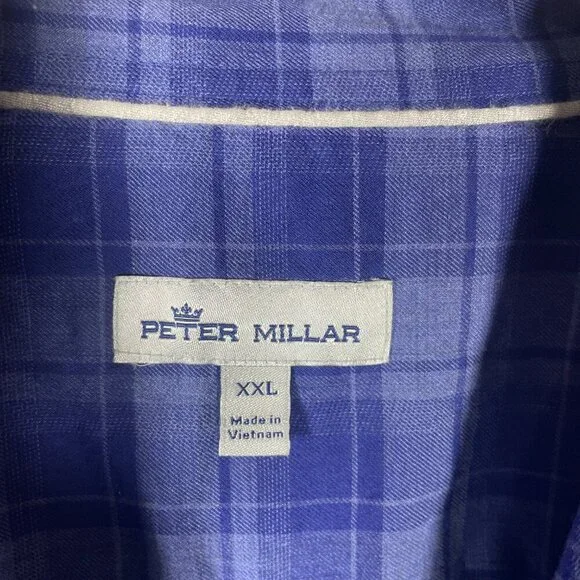 PETER MILLAR
XXL
Made in
Vietnam